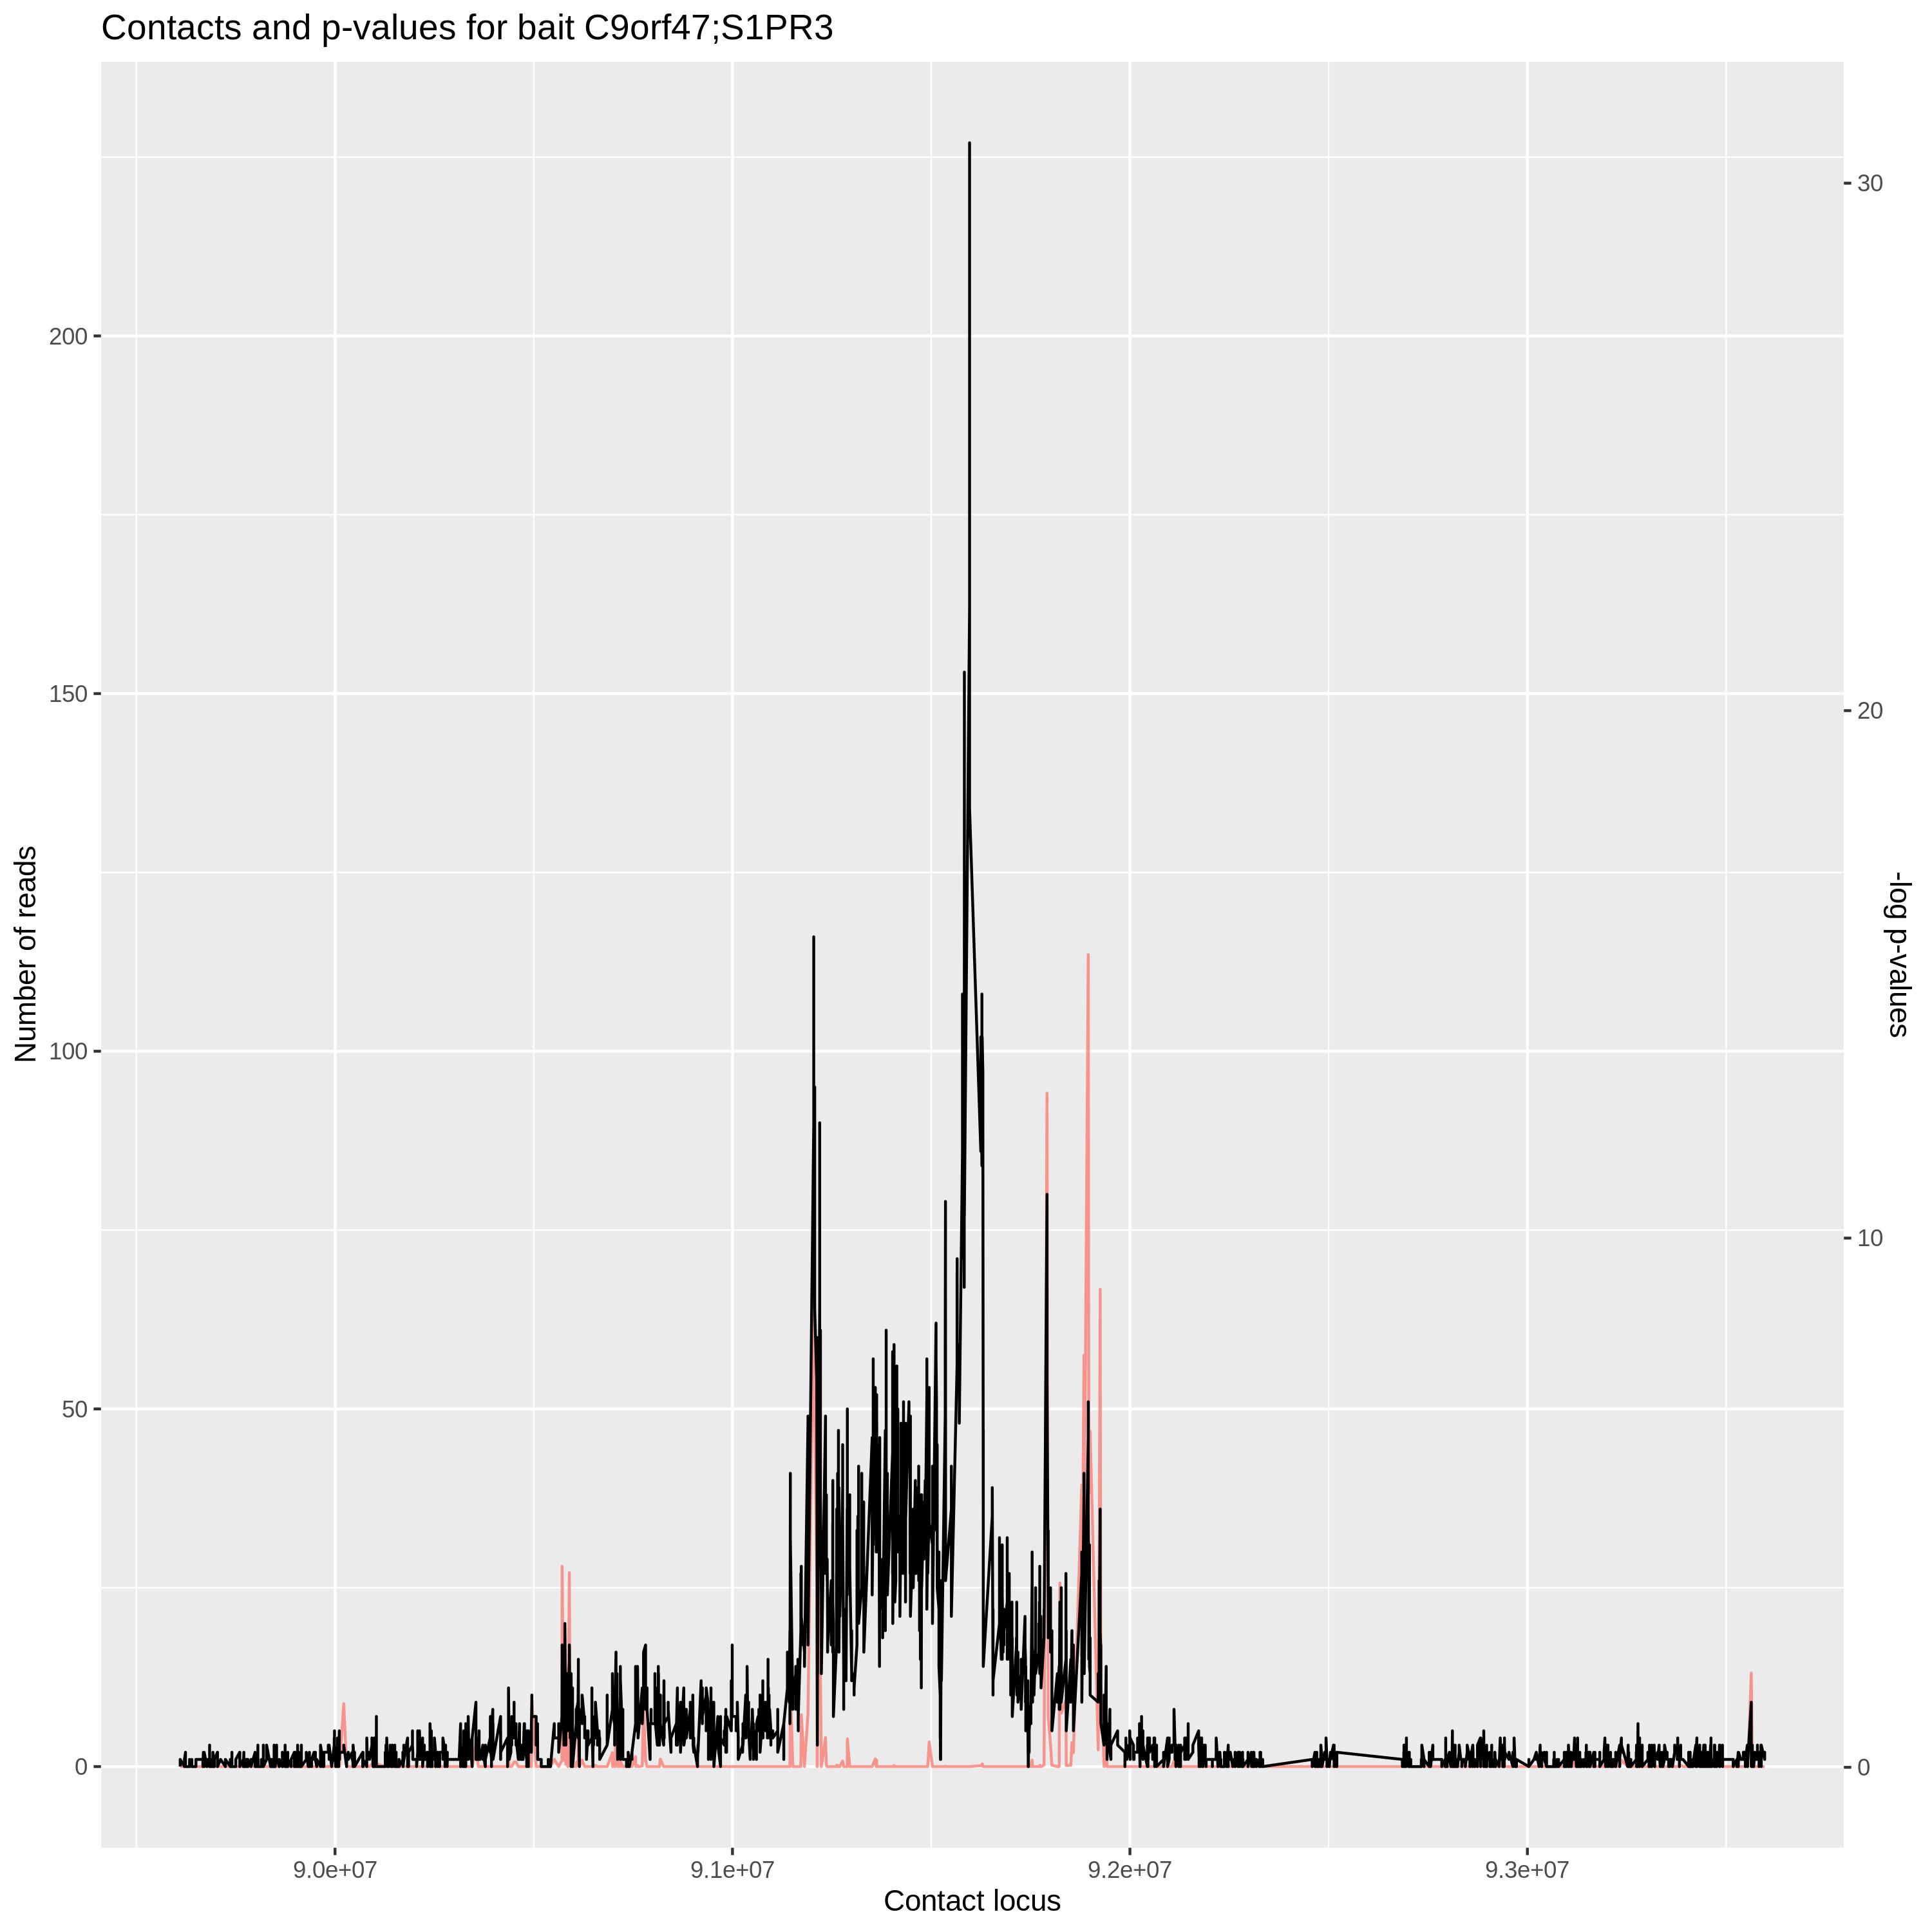 Contacts and p-values for bait C9orf47;S1PR3
Number of reads
200
150
100
50
0
30
20
10
0
-log p-values
9.0e+07
9.1e+07
9.2e+07
9.3e+07
Contact locus